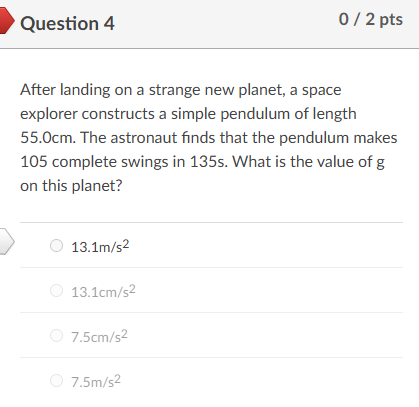 Question 4
0 / 2 pts
After landing on a strange new planet, a space
explorer constructs a simple pendulum of length
55.0cm. The astronaut finds that the pendulum makes
105 complete swings in 135s. What is the value of g
on this planet?
13.1m/s²
13.1cm/s²
7.5cm/s²
7.5m/s²